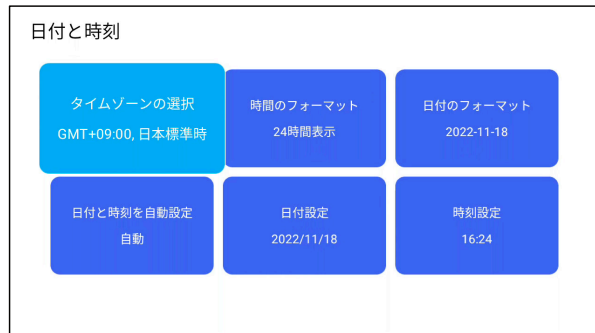 日付と時刻
タイムゾーンの選択
GMT+09:00, 日本標準時
時間のフォーマット
24時間表示
日付のフォーマット
2022-11-18
日付と時刻を自動設定
自動
日付設定
2022/11/18
時刻設定
16:24